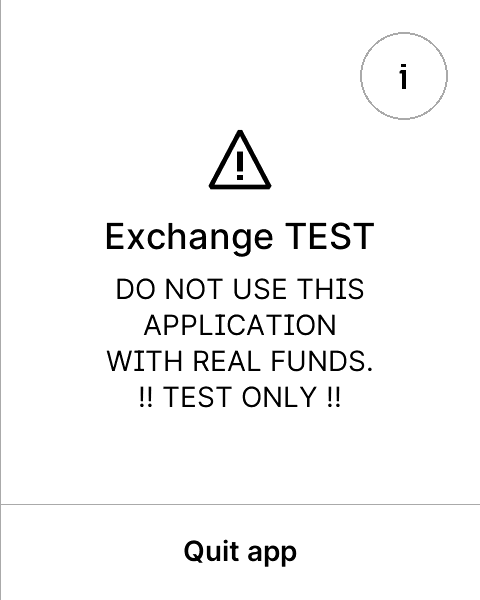 i
Exchange TEST
DO NOT USE THIS
APPLICATION
WITH REAL FUNDS.
!! TEST ONLY !!
Quit app